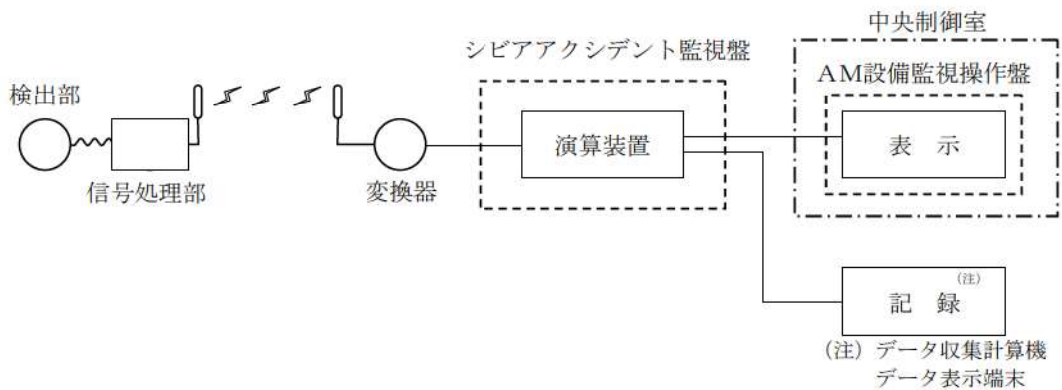 中央制御室
シビアアクシデント監視盤
AM設備監視操作盤
検出部
演算装置
表 示
信号処理部
変換器
(注)
記 録
(注) データ収集計算機
データ表示端末